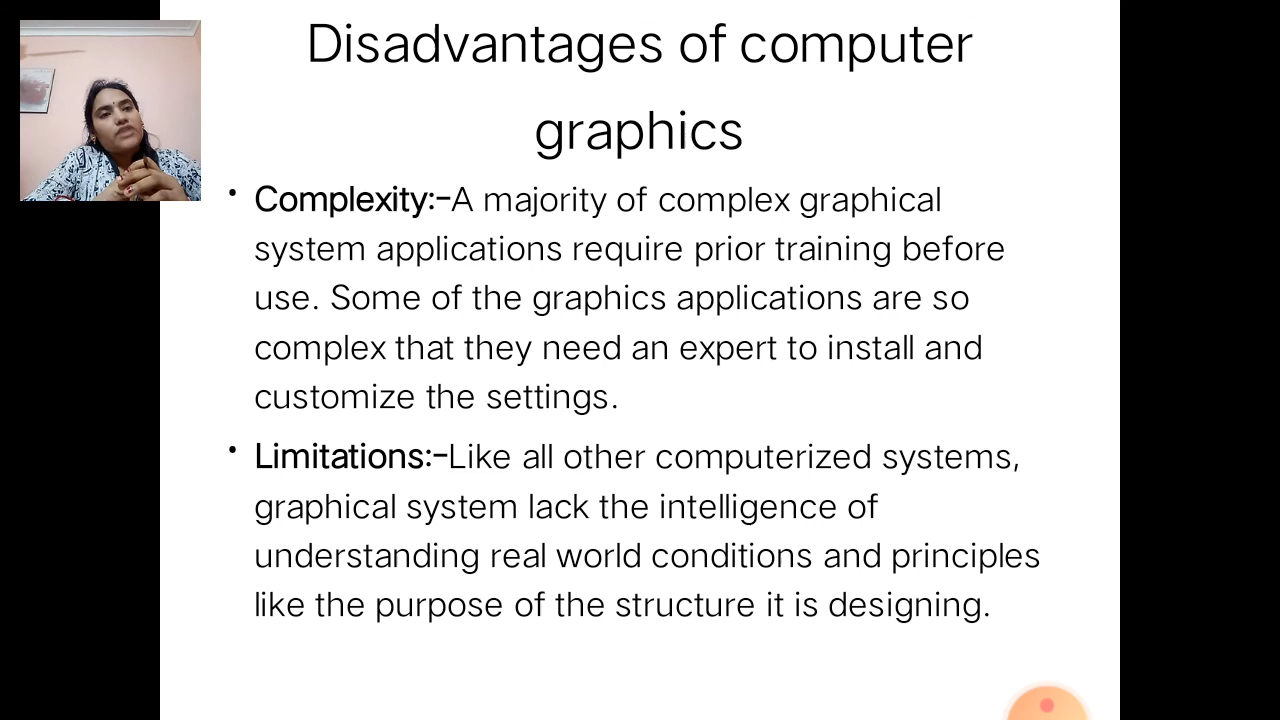 Disadvantages of computer
graphics
• Complexity:-A majority of complex graphical
system applications require prior training before
use. Some of the graphics applications are so
complex that they need an expert to install and
customize the settings.
• Limitations:-Like all other computerized systems,
graphical system lack the intelligence of
understanding real world conditions and principles
like the purpose of the structure it is designing.